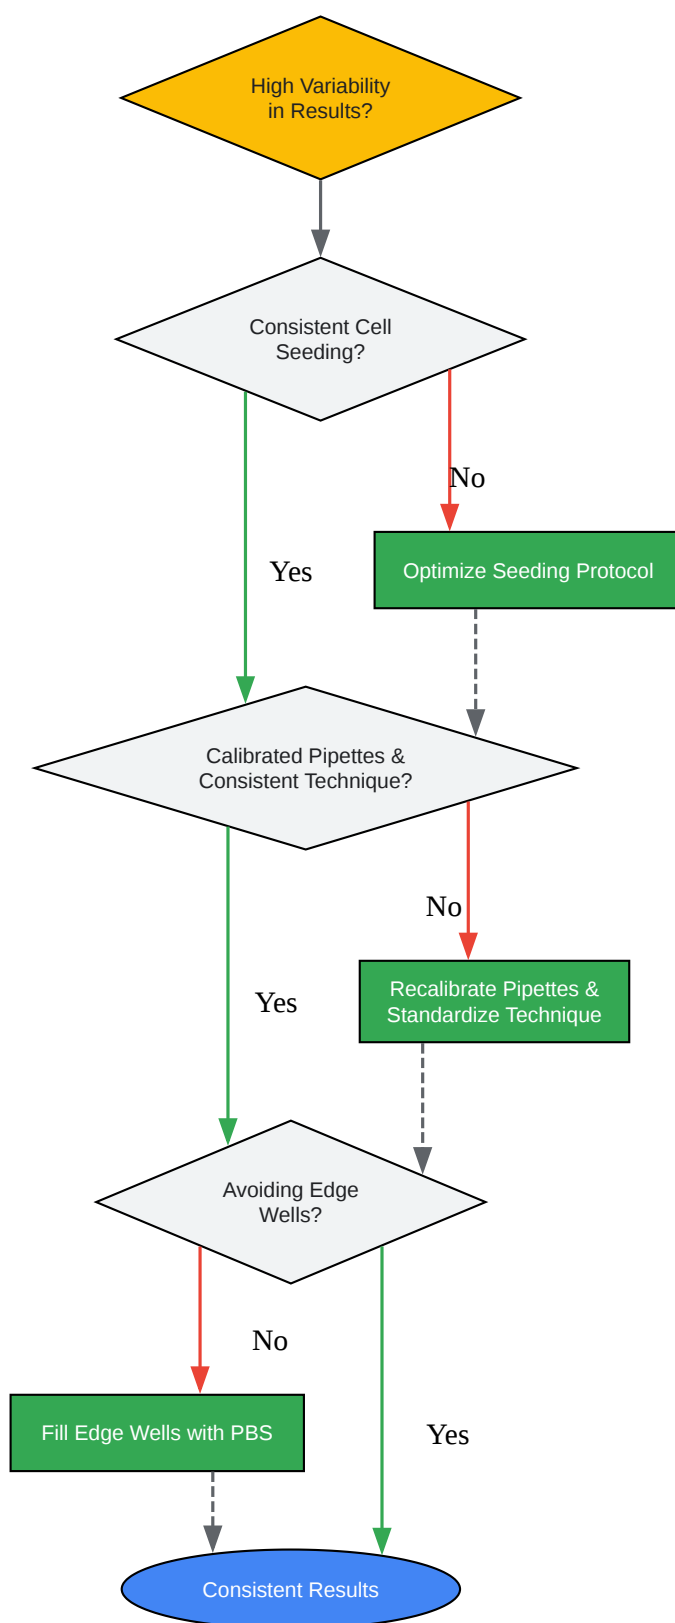 High Variability
in Results?
Consistent Cell
Seeding?
No
Yes
Optimize Seeding Protocol
Calibrated Pipettes &
Consistent Technique?
No
Yes
Recalibrate Pipettes &
Standardize Technique
Avoiding Edge
Wells?
No
Fill Edge Wells with PBS
Yes
Consistent Results